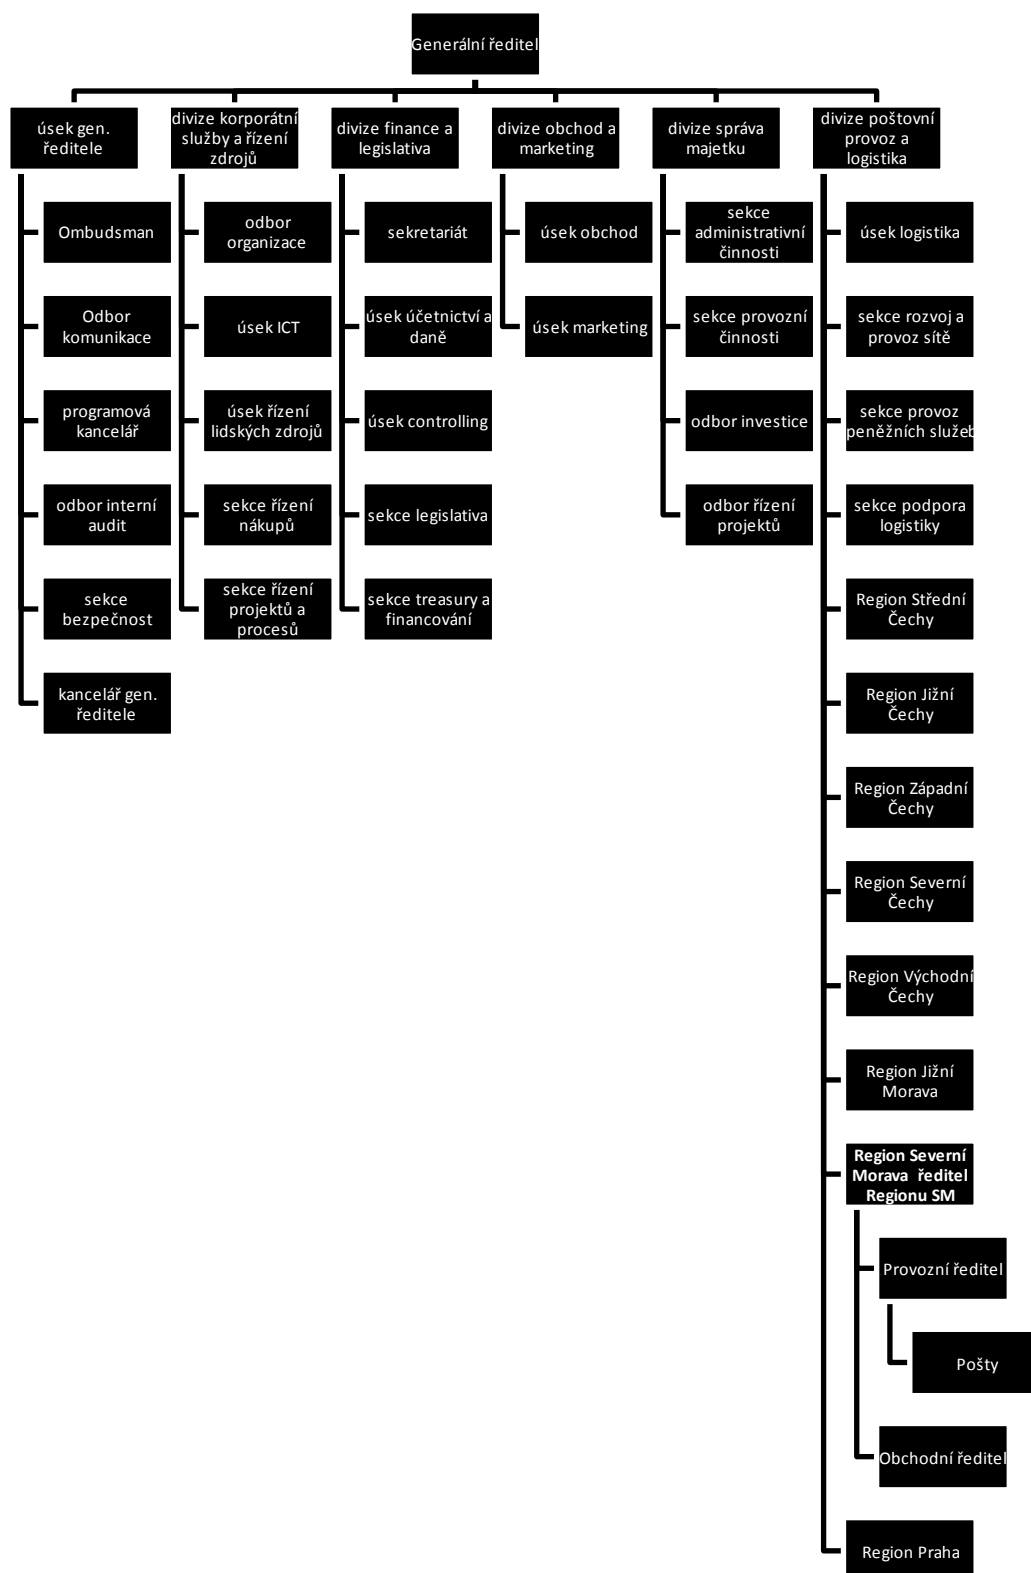 Generální ředitel
úsek gen.
ředitele
Ombudsman
Odbor
komunikace
programová
kancelář
odbor interní
audit
sekce
bezpečnost
kancelář gen.
ředitele
divize korporátní
služby a řízení
zdrojů
odbor
organizace
úsek ICT
úsek řízení
lidských zdrojů
sekce řízení
nákupů
sekce řízení
projektů a
procesů
divize finance a
legislativa
sekretariát
úsek účetnictví a
daně
úsek controlling
sekce legislativa
sekce treasury a
financování
divize obchod a
marketing
úsek obchod
úsek marketing
divize správa
majetku
sekce
administrativní
činnosti
sekce provozní
činnosti
odbor investice
odbor řízení
projektů
divize poštovní
provoz a
logistika
úsek logistika
sekce rozvoj a
provoz sítě
sekce provoz
peněžních služeb
sekce podpora
logistiky
Region Střední
Čechy
Region Jižní
Čechy
Region Západní
Čechy
Region Severní
Čechy
Region Východní
Čechy
Region Jižní
Morava
Region Severní
Morava ředitel
Regionu SM
Provozní ředitel
Pošty
Obchodní ředitel
Region Praha